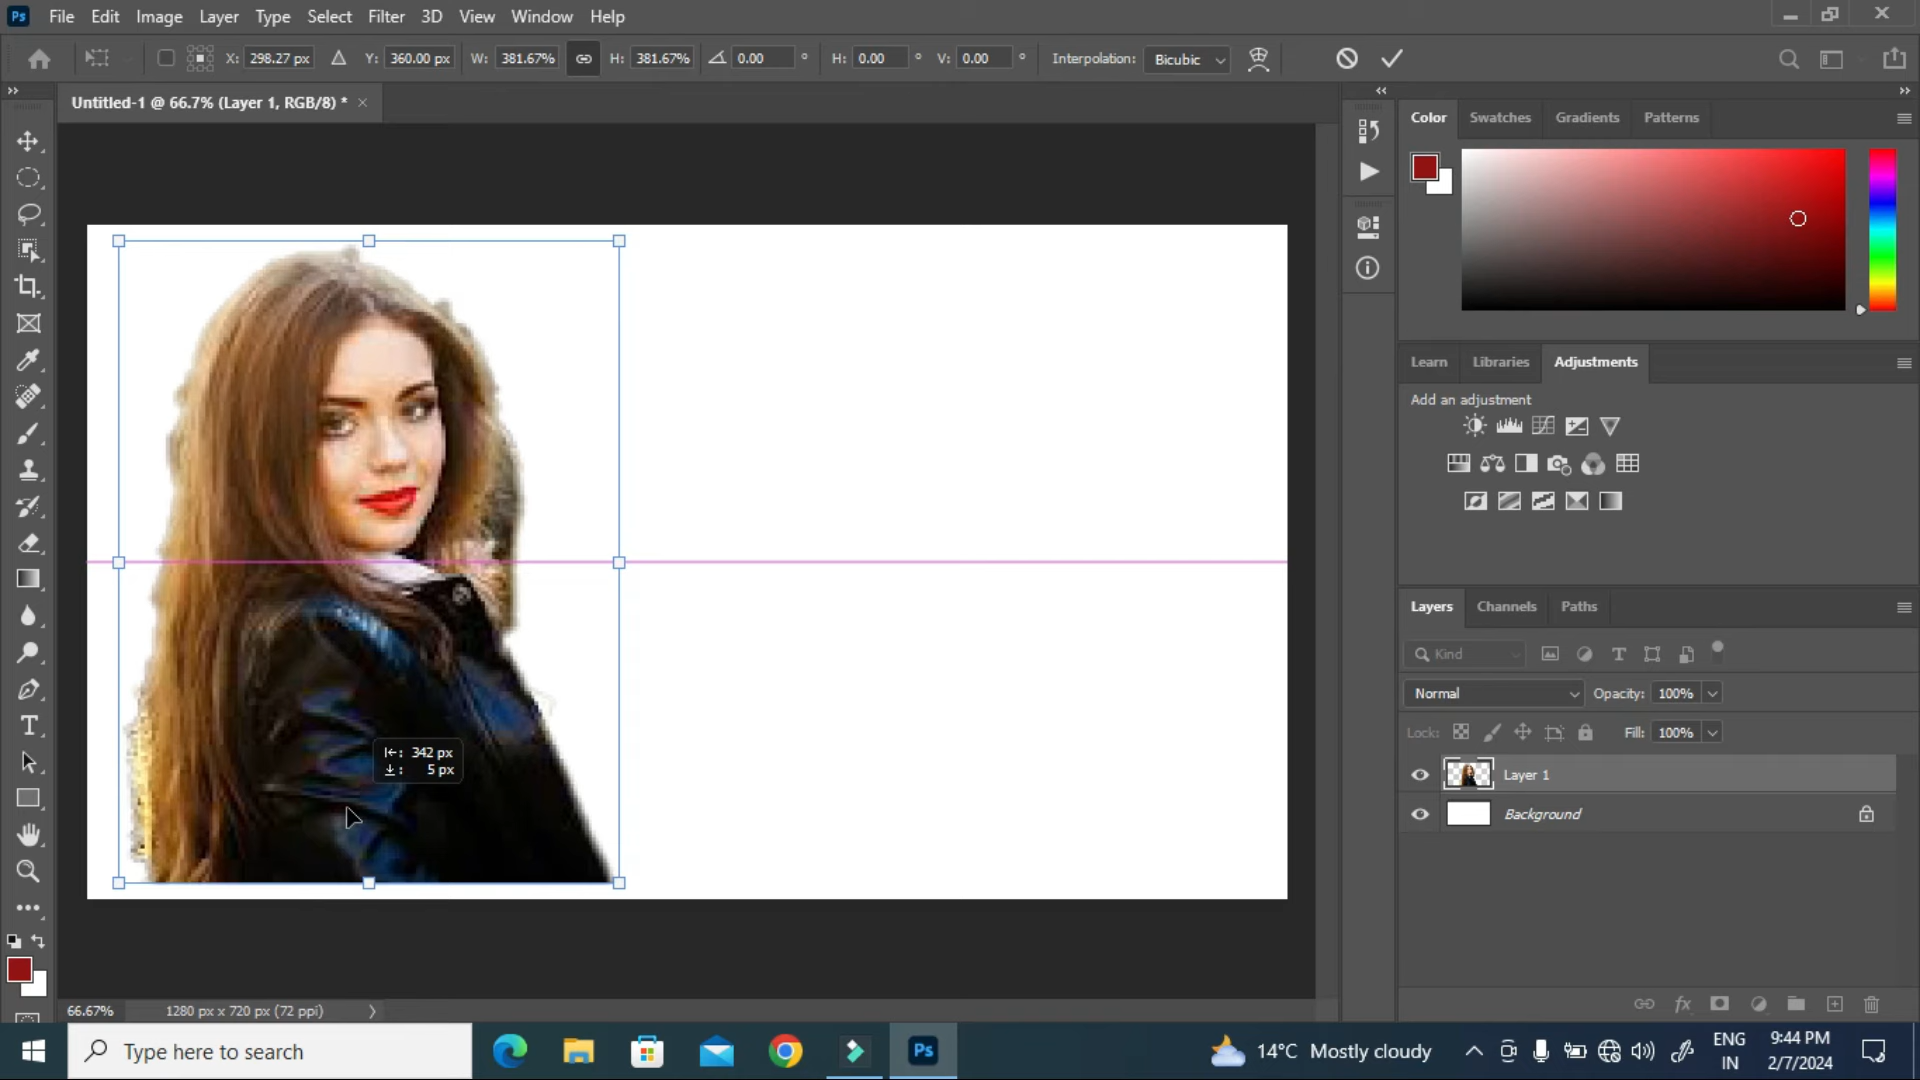 Ps File Edit Image Layer Type Select Filter 3D View Window Help
X: 298.27 px Y: 360.00 px W: 381.67% H: 381.67% 0.00 ° H: 0.00 ° V: 0.00 ° Interpolation: Bicubic
Untitled-1 @ 66.7% (Layer 1, RGB/8) * ×
Color Swatches Gradients Patterns
Learn Libraries Adjustments
Add an adjustment
Layers Channels Paths
Kind
Normal Opacity: 100%
Lock: Fill: 100%
Layer 1
Background
: 342 px
: 5 px
66.67% 1280 px x 720 px (72 ppi)
Type here to search
Ps
14°C Mostly cloudy
ENG
IN
9:44 PM
2/7/2024